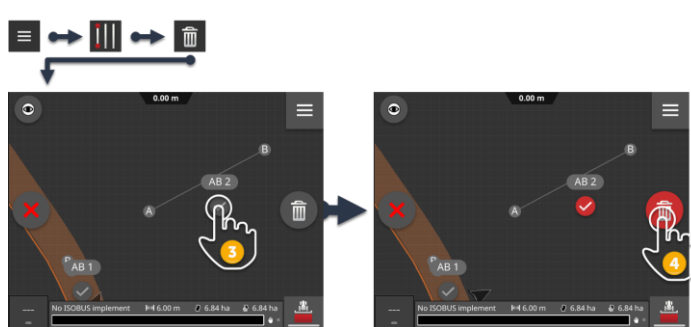 0.00 m
B
AB 2
A
3
B
AB 1
--- No ISOBUS implement 6.00 m 6.84 ha 6.84 ha
0.00 m
B
AB 2
A
4
B
AB 1
--- No ISOBUS implement 6.00 m 6.84 ha 6.84 ha